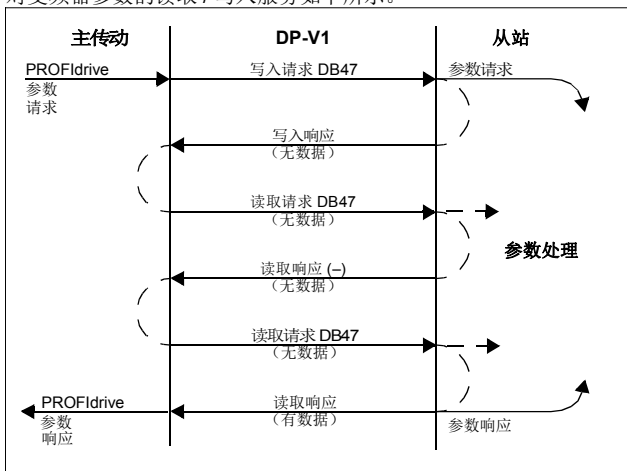 对变频器参数的读取 / 写入服务如下所示。
主传动
DP-V1
从站
PROFIdrive
参数
请求
写入请求 DB47
参数请求
写入响应
（无数据）
读取请求 DB47
（无数据）
参数处理
读取响应 (–)
（无数据）
读取请求 DB47
（无数据）
PROFIdrive
参数
响应
读取响应
（有数据）
参数响应